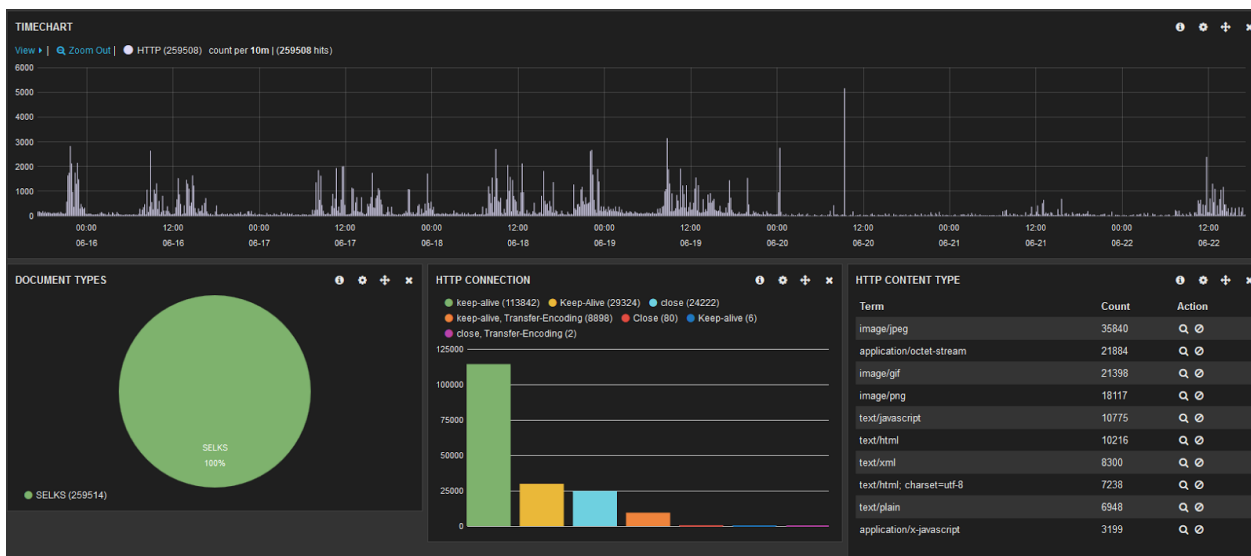 TIMECHART
View | Zoom Out | HTTP (259508) count per 10m | (259508 hits)
6000
5000
4000
3000
2000
1000
0
00:00 12:00 00:00 12:00 00:00 12:00 00:00 12:00 00:00 12:00 00:00 12:00 00:00 12:00
06-16 06-16 06-17 06-17 06-18 06-18 06-19 06-19 06-20 06-20 06-21 06-21 06-22 06-22
DOCUMENT TYPES
SELKS
100%
SELKS (259514)
HTTP CONNECTION
keep-alive (113842) Keep-Alive (29324) close (24222)
keep-alive, Transfer-Encoding (8898) Close (80) Keep-alive (6)
close, Transfer-Encoding (2)
125000
100000
75000
50000
25000
0
HTTP CONTENT TYPE
Term Count Action
image/jpeg 35840
application/octet-stream 21884
image/gif 21398
image/png 18117
text/javascript 10775
text/html 10216
text/xml 8300
text/html; charset=utf-8 7238
text/plain 6948
application/x-javascript 3199